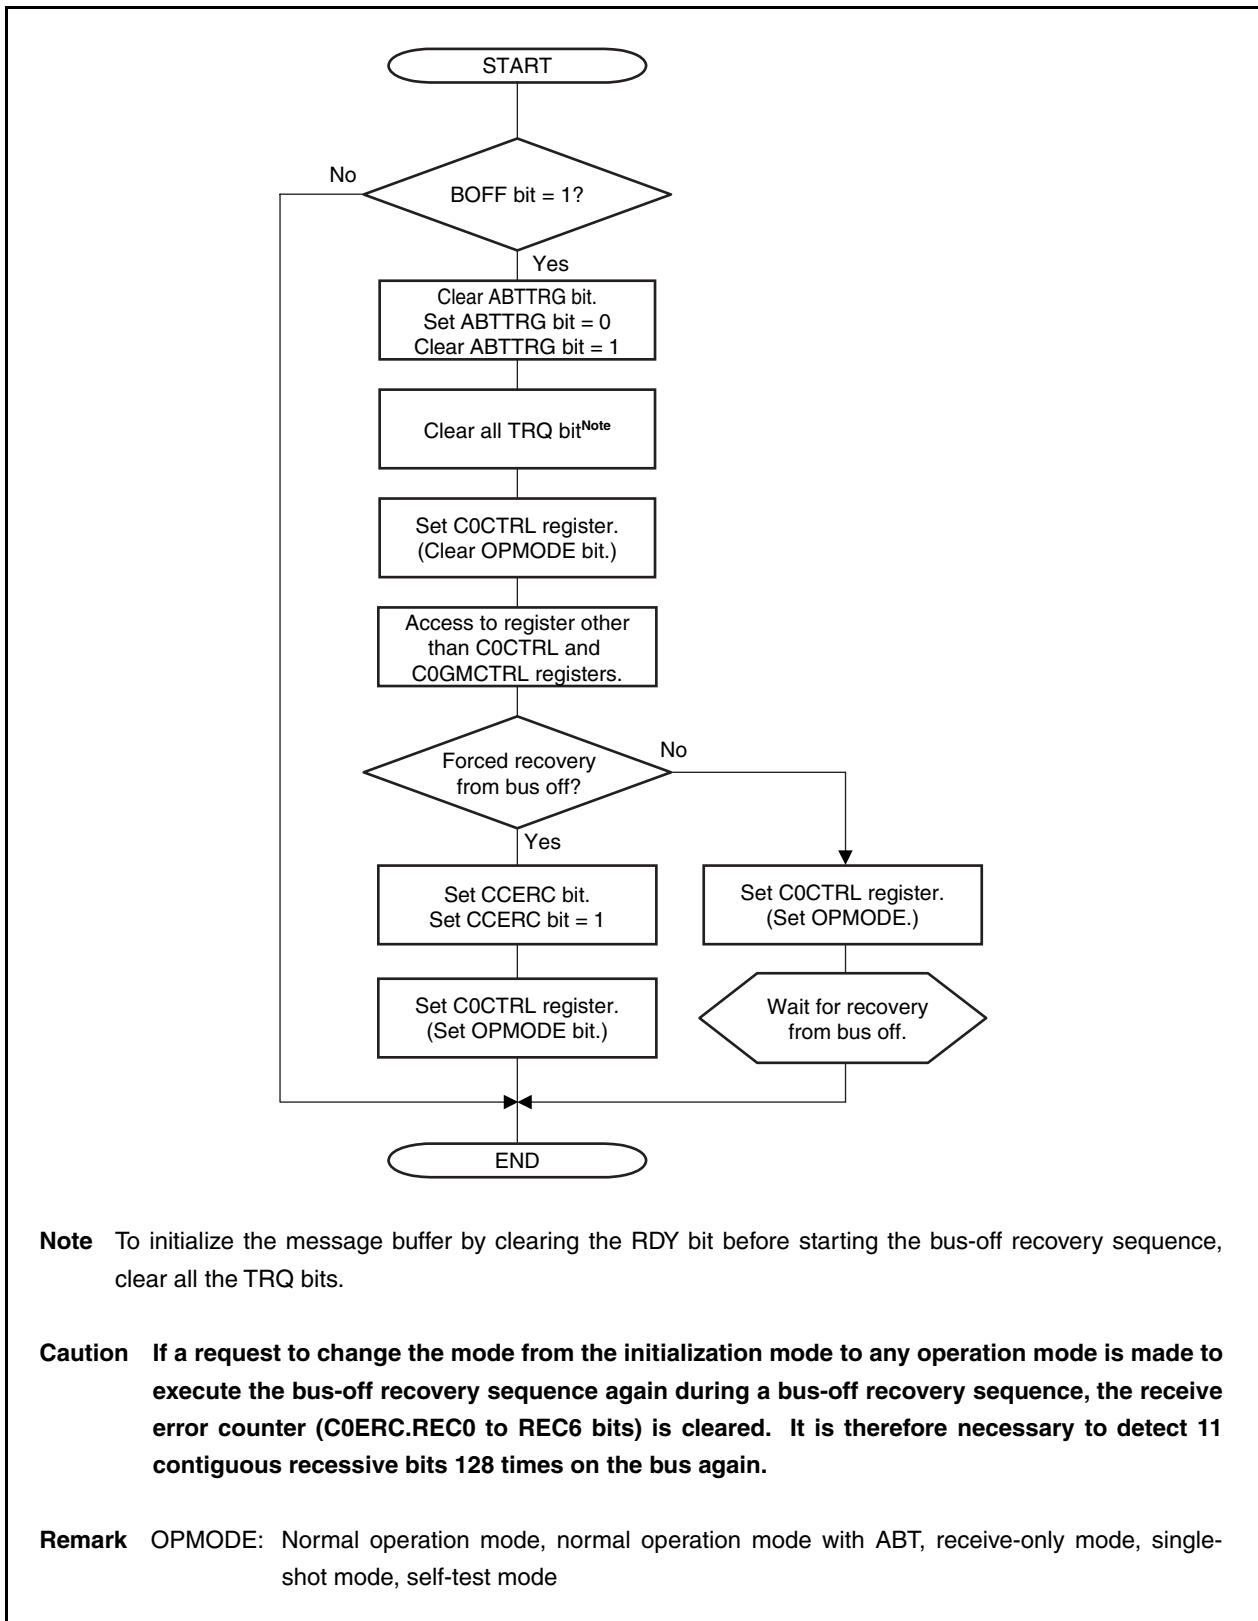 START
No
BOFF bit = 1?
Yes
Clear ABTTRG bit.
Set ABTTRG bit = 0
Clear ABTTRG bit = 1
Clear all TRQ bitNote
Set C0CTRL register.
(Clear OPMODE bit.)
Access to register other
than C0CTRL and
C0GMCTRL registers.
Forced recovery
from bus off?
No
Yes
Set CCERC bit.
Set CCERC bit = 1
Set C0CTRL register.
(Set OPMODE.)
Set C0CTRL register.
(Set OPMODE bit.)
Wait for recovery
from bus off.
END
Note To initialize the message buffer by clearing the RDY bit before starting the bus-off recovery sequence,
clear all the TRQ bits.
Caution If a request to change the mode from the initialization mode to any operation mode is made to
execute the bus-off recovery sequence again during a bus-off recovery sequence, the receive
error counter (C0ERC.REC0 to REC6 bits) is cleared. It is therefore necessary to detect 11
contiguous recessive bits 128 times on the bus again.
Remark OPMODE: Normal operation mode, normal operation mode with ABT, receive-only mode, single-
shot mode, self-test mode